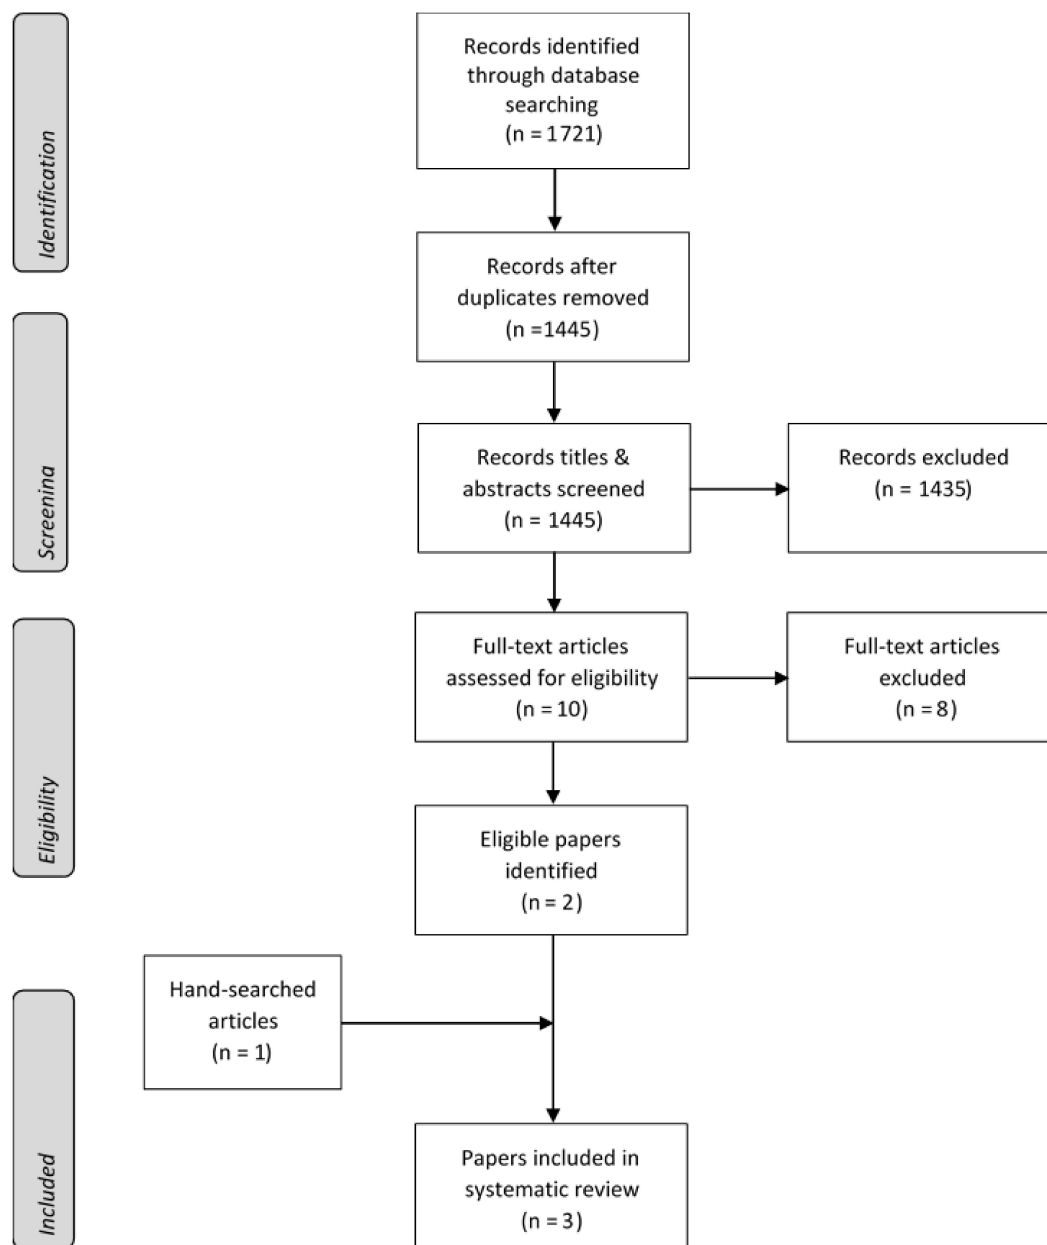 Identification
Records identified
through database
searching
(n = 1721)
Records after
duplicates removed
(n =1445)
Screenina
Records titles &
abstracts screened
(n = 1445)
Records excluded
(n = 1435)
Eligibility
Full-text articles
assessed for eligibility
(n = 10)
Full-text articles
excluded
(n = 8)
Eligible papers
identified
(n = 2)
Included
Hand-searched
articles
(n = 1)
Papers included in
systematic review
(n = 3)